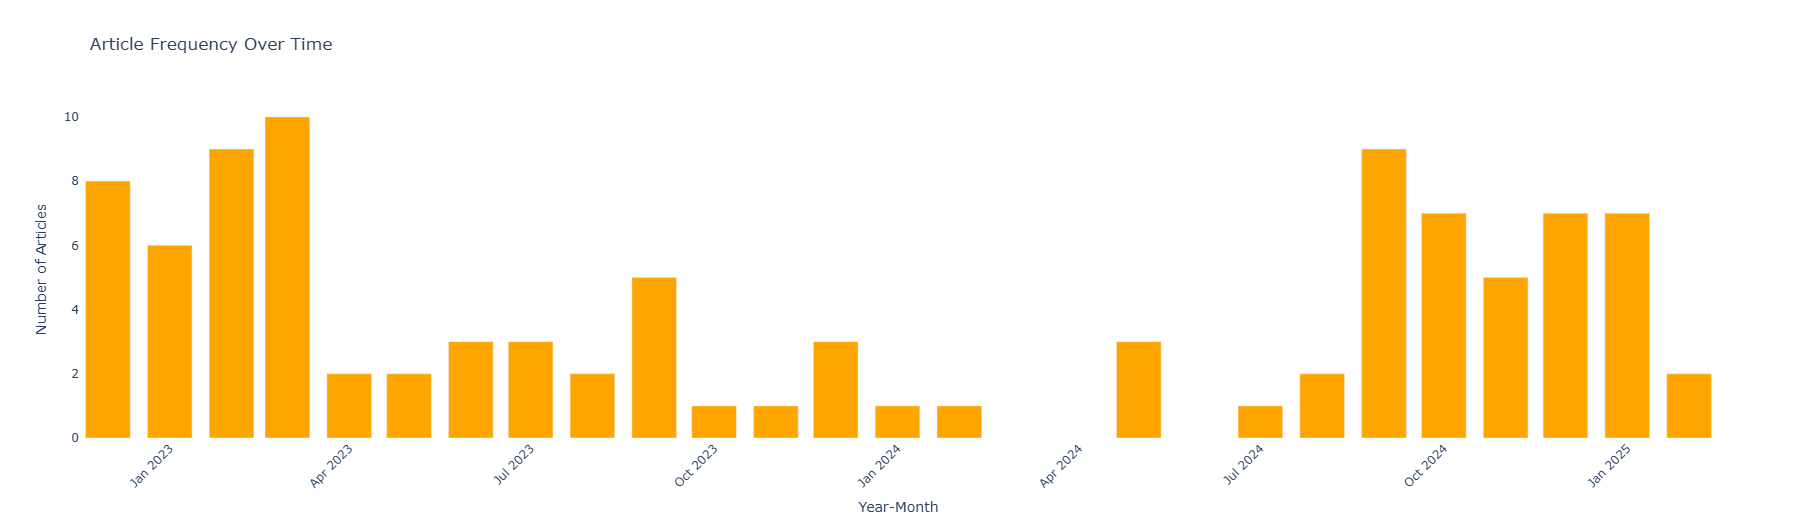 Article Frequency Over Time
10
8
6
4
2
0
Number of Articles
Jan 2023
Apr 2023
Jul 2023
Oct 2023
Jan 2024
Apr 2024
Jul 2024
Oct 2024
Jan 2025
Year-Month